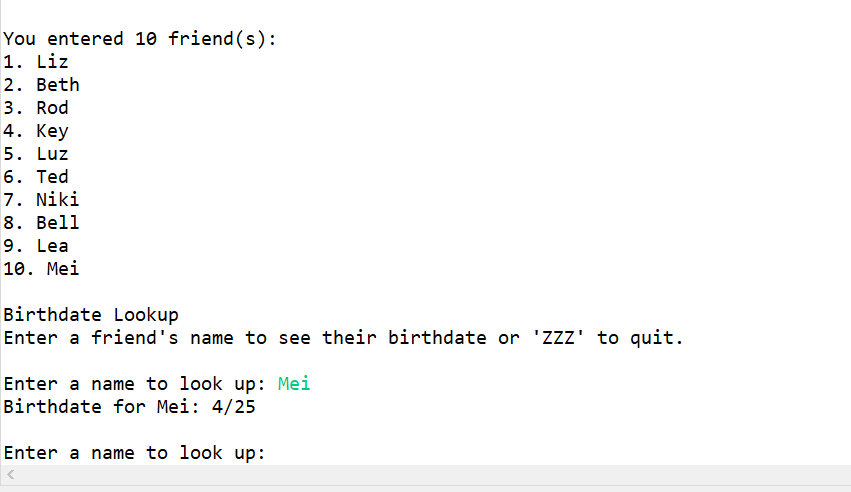 You entered 10 friend(s):
1. Liz
2. Beth
3. Rod
4. Key
5. Luz
6. Ted
7. Niki
8. Bell
9. Lea
10. Mei
Birthdate Lookup
Enter a friend's name to see their birthdate or 'ZZZ' to quit.
Enter a name to look up: Mei
Birthdate for Mei: 4/25
Enter a name to look up: